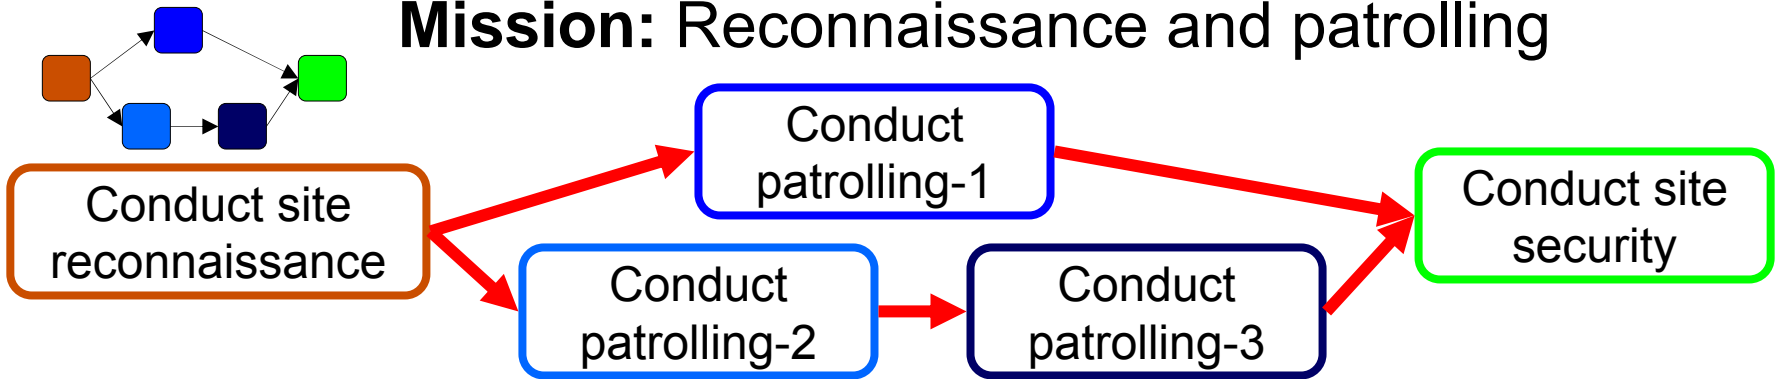 Mission: Reconnaissance and patrolling
Conduct site
reconnaissance
Conduct
patrolling-1
Conduct
patrolling-2
Conduct
patrolling-3
Conduct site
security